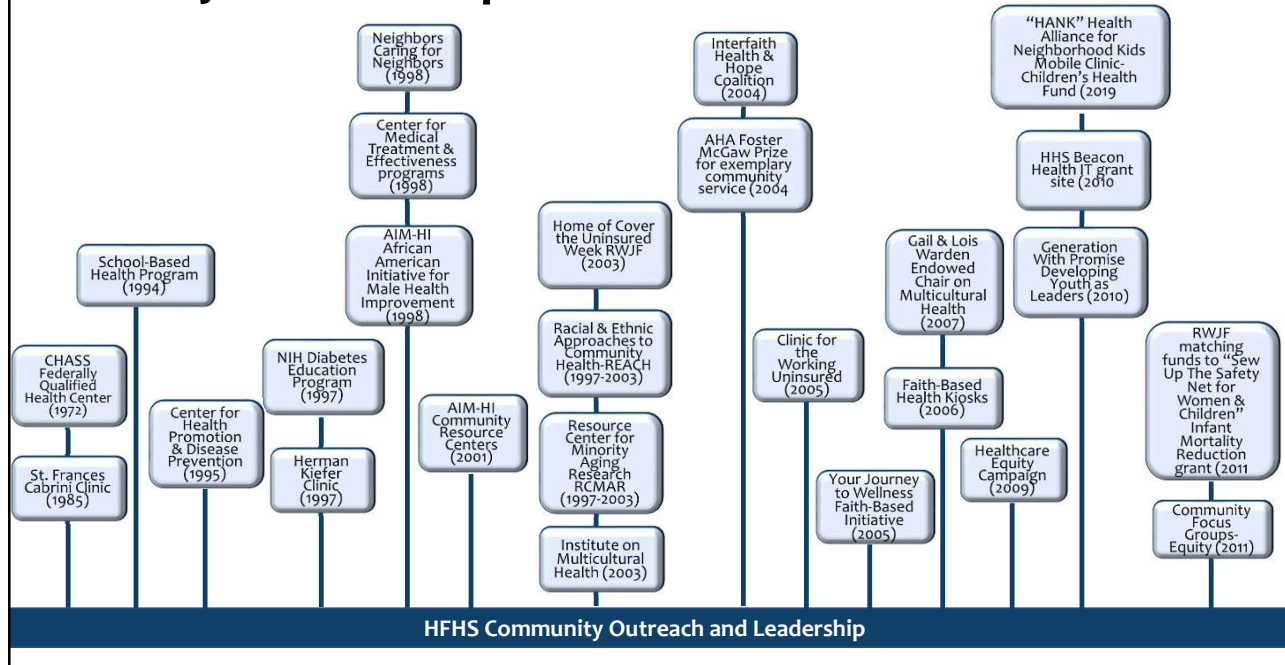 Neighbors
Caring for
Neighbors
(1998)
Center for
Medical
Treatment &
Effectiveness
programs
(1998)
AIM-HI
African
American
Initiative for
Male Health
Improvement
(1998)
School-Based
Health Program
(1994)
CHASS
Federally
Qualified
Health Center
(1972)
St. Frances
Cabrini Clinic
(1985)
Center for
Health
Promotion
& Disease
Prevention
(1995)
NIH Diabetes
Education
Program
(1997)
Herman
Kiefer
Clinic
(1997)
AIM-HI
Community
Resource
Centers
(2001)
Home of Cover
the Uninsured
Week RWJF
(2003)
Racial & Ethnic
Approaches to
Community
Health-REACH
(1997-2003)
Resource
Center for
Minority
Aging
Research
RCMAR
(1997-2003)
Institute on
Multicultural
Health (2003)
Interfaith
Health &
Hope
Coalition
(2004)
AHA Foster
McGaw Prize
for exemplary
community
service (2004
Clinic for
the
Working
Uninsured
(2005)
Your Journey
to Wellness
Faith-Based
Initiative
(2005)
Gail & Lois
Warden
Endowed
Chair on
Multicultural
Health
(2007)
Faith-Based
Health Kiosks
(2006)
Healthcare
Equity
Campaign
(2009)
“HANK” Health
Alliance for
Neighborhood Kids
Mobile Clinic-
Children’s Health
Fund (2019
HHS Beacon
Health IT grant
site (2010
Generation
With Promise
Developing
Youth as
Leaders (2010)
RWJF
matching
funds to “Sew
Up The Safety
Net for
Women &
Children”
Infant
Mortality
Reduction
grant (2011
Community
Focus
Groups-
Equity (2011)
HFHS Community Outreach and Leadership